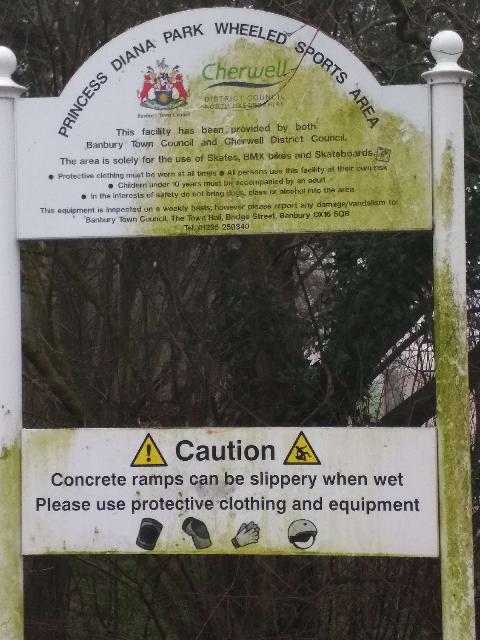 PRINCESS DIANA PARK WHEELED SPORTS AREA
Cherwell
DISTRICT COUNCIL
NORTH OXFORDSHIRE
Banbury Town Council
This facility has been provided by both
Banbury Town Council and Cherwell District Council.
The area is solely for the use of Skates, BMX bikes and Skateboards.
• Protective clothing must be worn at all times • All persons use this facility at their own risk
• Children under 10 years must be accompanied by an adult
• In the interests of safety do not bring dogs, glass or alcohol into the area
This equipment is inspected on a weekly basis, however please report any damage/vandalism to:
Banbury Town Council, The Town Hall, Bridge Street, Banbury OX16 5QB
Tel. 01295 250340
Caution
Concrete ramps can be slippery when wet
Please use protective clothing and equipment